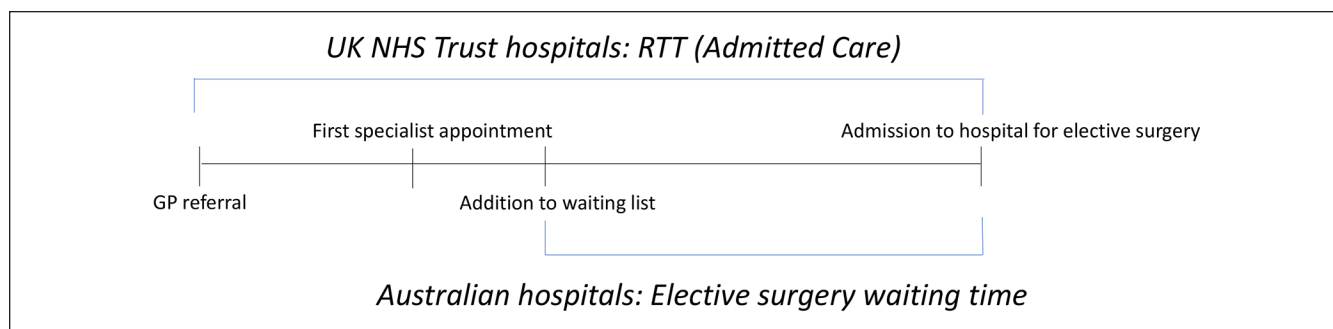 UK NHS Trust hospitals: RTT (Admitted Care)
First specialist appointment
Admission to hospital for elective surgery
GP referral
Addition to waiting list
Australian hospitals: Elective surgery waiting time